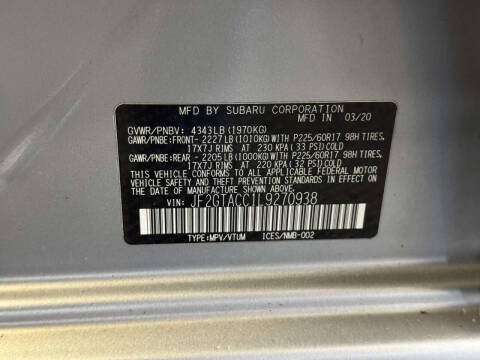 MFD BY SUBARU CORPORATION
MFD IN 03/20
GVWR/PNBV: 4343LB(1970KG)
GAWR/PNBE:FRONT- 2227LB(1010KG)WITH P225/60R17 98H TIRES,
17X7J RIMS AT 230 KPA(33 PSI)COLD
GAWR/PNBE:REAR - 2205LB(1000KG)WITH P225/60R17 98H TIRES,
17X7J RIMS AT 220 KPA(32 PSI)COLD
THIS VEHICLE CONFORMS TO ALL APPLICABLE FEDERAL MOTOR
VEHICLE SAFETY AND THEFT PREVENTION STANDARDS IN EFFECT
ON THE DATE OF MANUFACTURE SHOWN ABOVE.
VIN: JF2GTACC1L9270938
TYPE:MPV/VTUM ICES/NMB-002